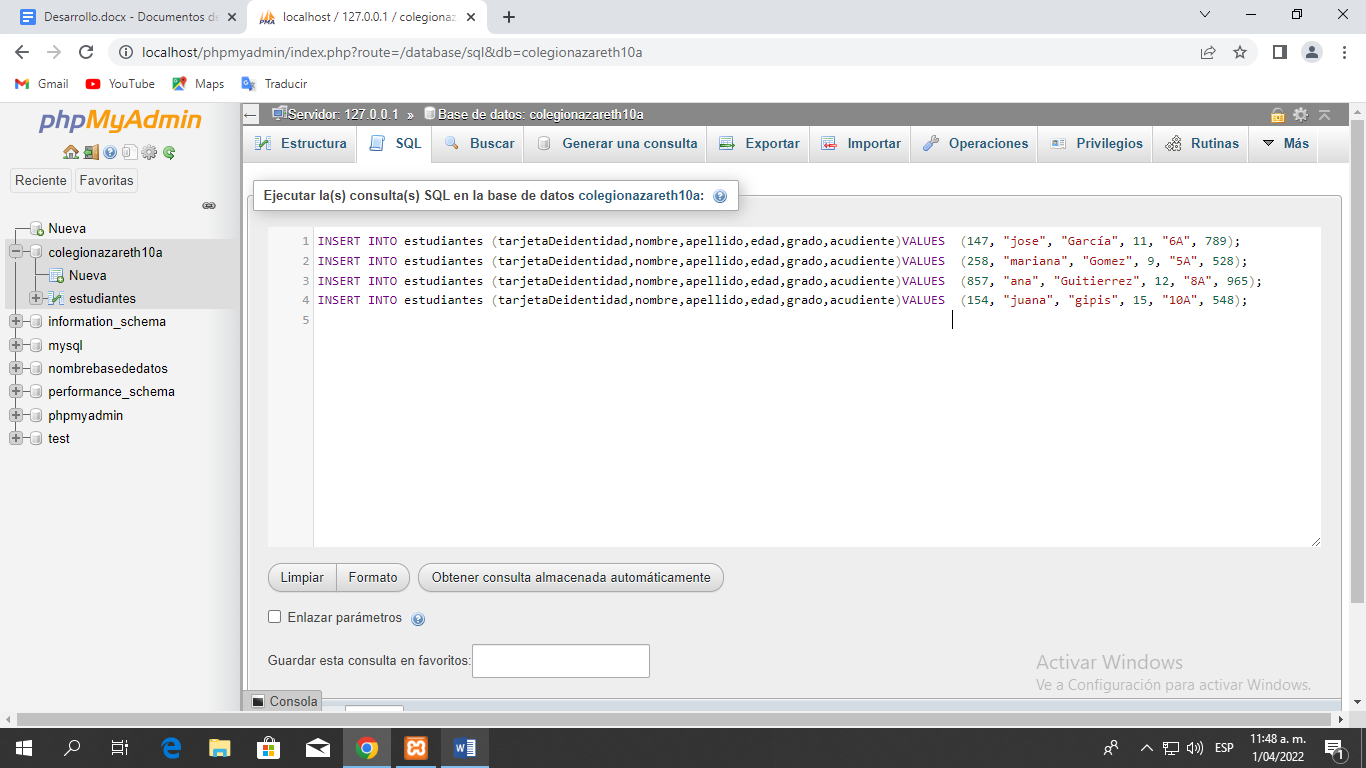 Desarrollo.docx - Documentos de
localhost / 127.0.0.1 / colegionaz
localhost/phpmyadmin/index.php?route=/database/sql&db=colegionazareth10a
Gmail YouTube Maps Traducir
phpMyAdmin
Reciente Favoritas
Nueva
colegionazareth10a
Nueva
estudiantes
information_schema
mysql
nombrebasededatos
performance_schema
phpmyadmin
test
Servidor: 127.0.0.1 » Base de datos: colegionazareth10a
Estructura SQL Buscar Generar una consulta Exportar Importar Operaciones Privilegios Rutinas Más
Ejecutar la(s) consulta(s) SQL en la base de datos colegionazareth10a:
1 INSERT INTO estudiantes (tarjetaDeidentidad,nombre,apellido,edad,grado,acudiente)VALUES (147, "jose", "García", 11, "6A", 789);
2 INSERT INTO estudiantes (tarjetaDeidentidad,nombre,apellido,edad,grado,acudiente)VALUES (258, "mariana", "Gomez", 9, "5A", 528);
3 INSERT INTO estudiantes (tarjetaDeidentidad,nombre,apellido,edad,grado,acudiente)VALUES (857, "ana", "Guitierrez", 12, "8A", 965);
4 INSERT INTO estudiantes (tarjetaDeidentidad,nombre,apellido,edad,grado,acudiente)VALUES (154, "juana", "gipis", 15, "10A", 548);
5
Limpiar Formato Obtener consulta almacenada automáticamente
Enlazar parámetros
Guardar esta consulta en favoritos:
Activar Windows
Ve a Configuración para activar Windows.
Consola
ESP
11:48 a. m.
1/04/2022
1